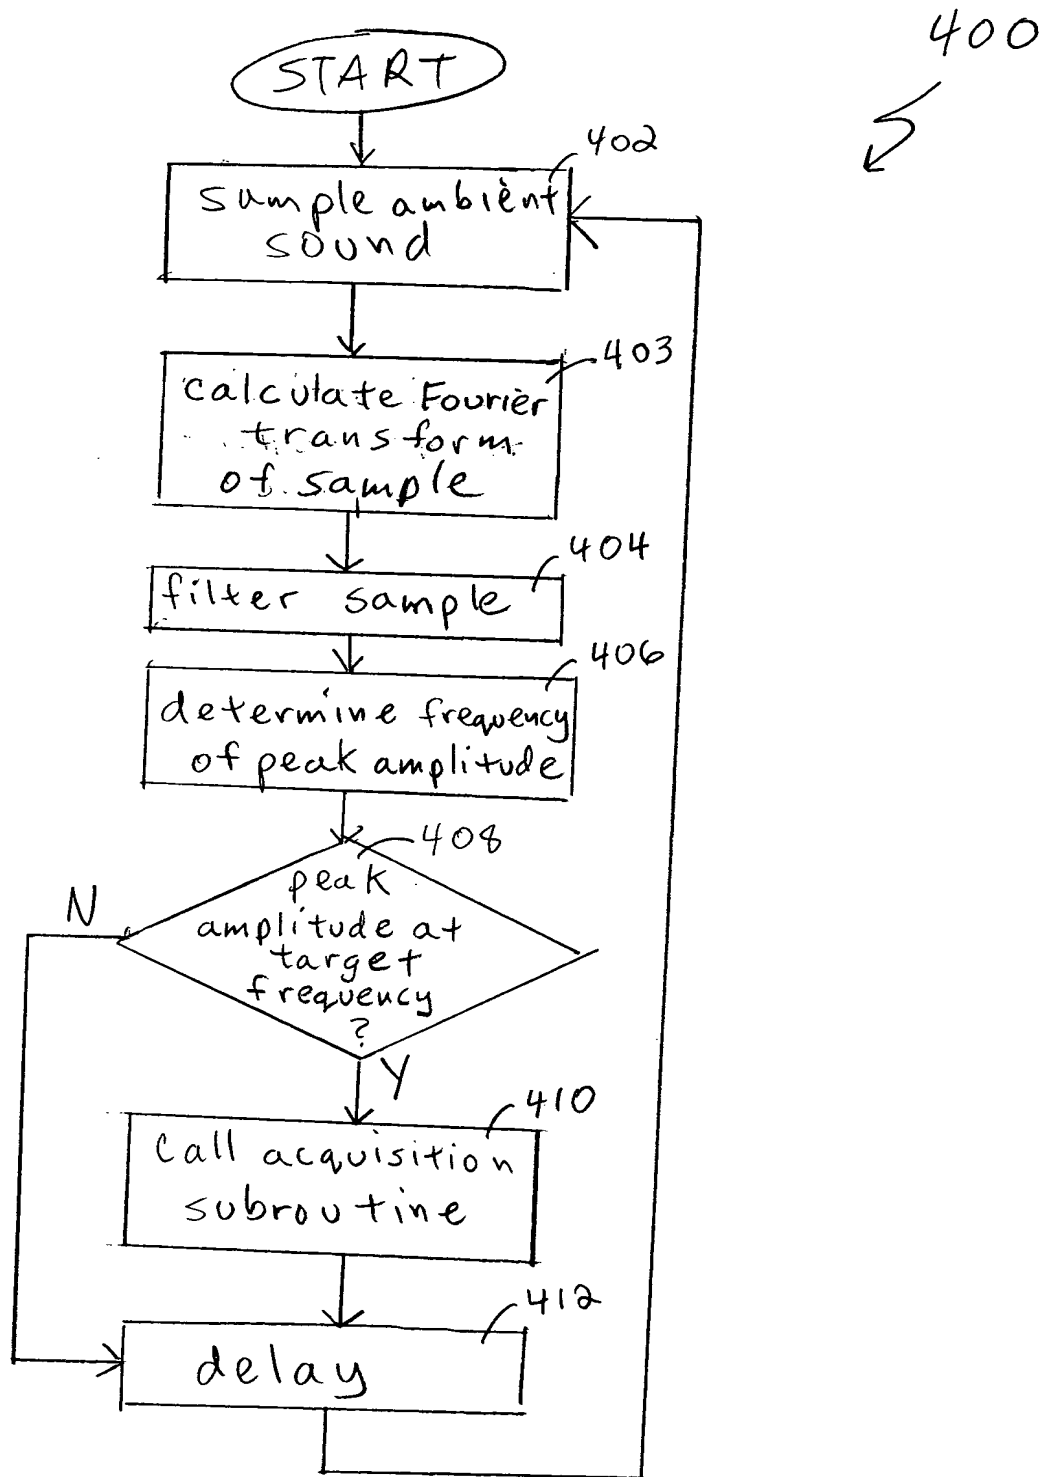 400
START
402
sample ambient
sound
403
calculate Fourier
transform
of sample
404
filter sample
406
determine frequency
of peak amplitude
408
peak
amplitude at
target
frequency
?
N
Y
410
Call acquisition
subroutine
412
delay